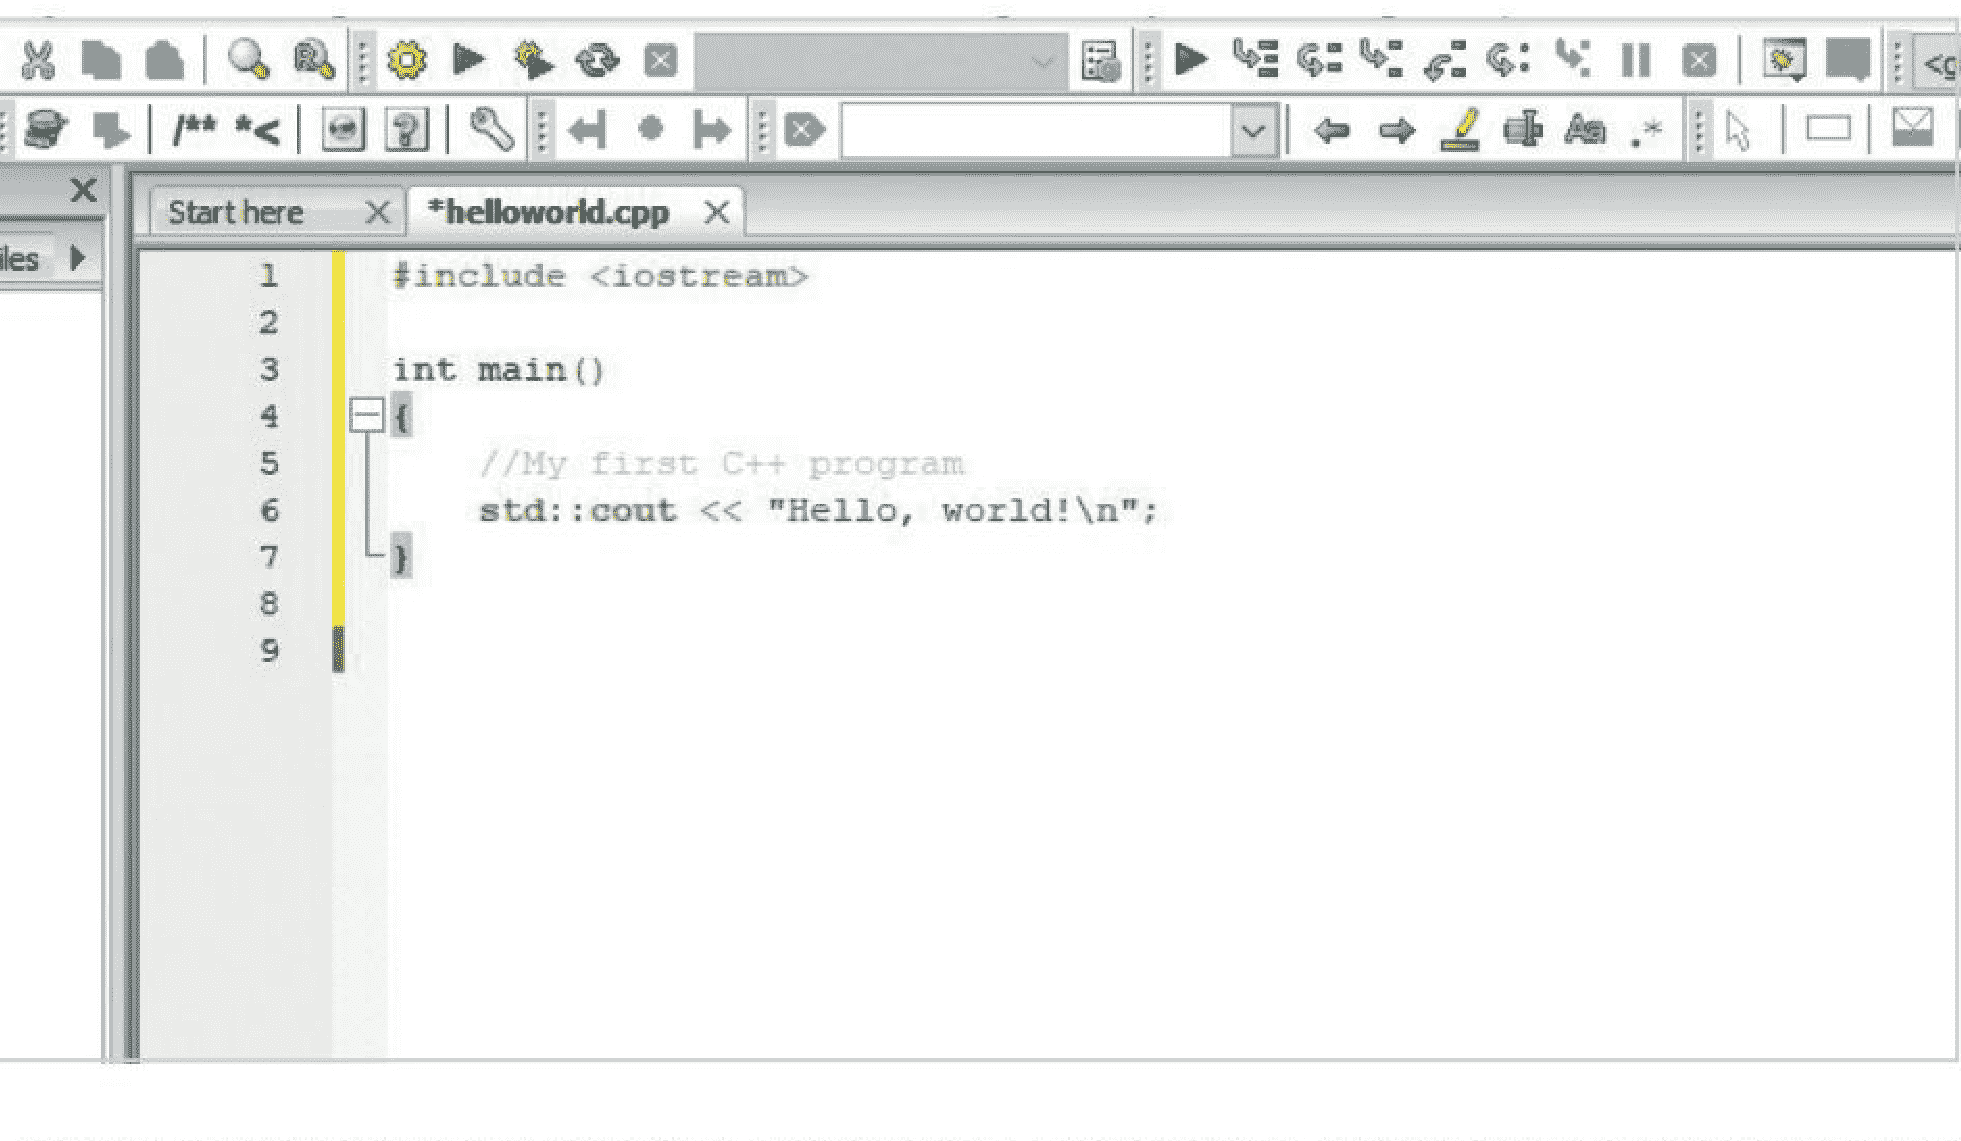 /** *<
Start here
*helloworld.cpp
iles
1 #include <iostream>
2
3 int main()
4 {
5 //My first C++ program
6 std::cout << "Hello, world!\n";
7 }
8
9